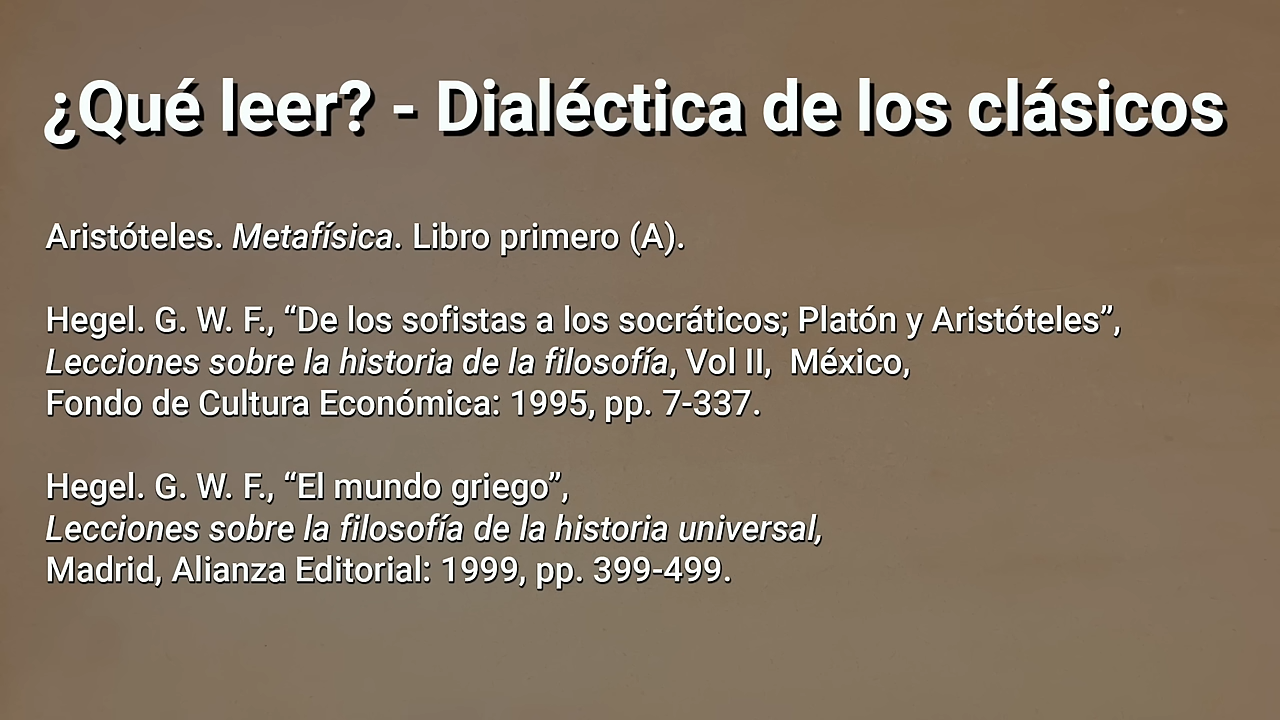 ¿Qué leer? - Dialéctica de los clásicos
Aristóteles. Metafísica. Libro primero (A).
Hegel. G. W. F., “De los sofistas a los socráticos; Platón y Aristóteles”,
Lecciones sobre la historia de la filosofía, Vol II,  México,
Fondo de Cultura Económica: 1995, pp. 7-337.
Hegel. G. W. F., “El mundo griego”,
Lecciones sobre la filosofía de la historia universal,
Madrid, Alianza Editorial: 1999, pp. 399-499.